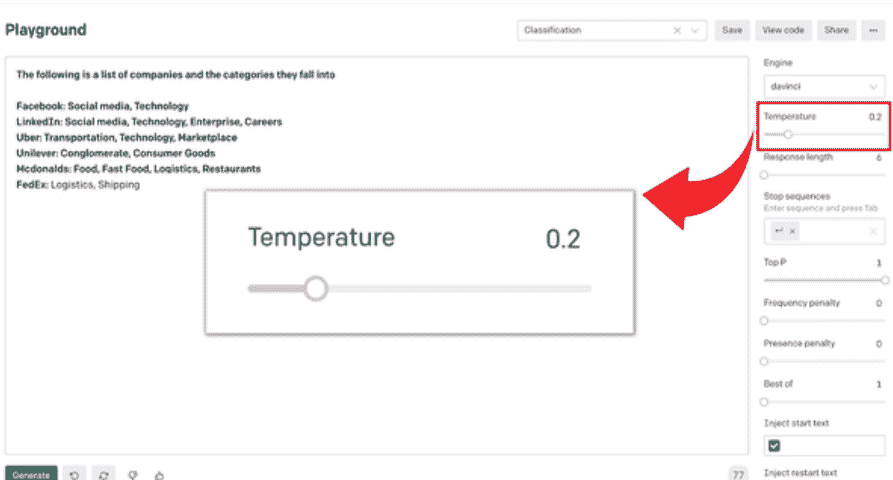 Playground
Classification
Save
View code
Share
The following is a list of companies and the categories they fall into
Facebook: Social media, Technology
LinkedIn: Social media, Technology, Enterprise, Careers
Uber: Transportation, Technology, Marketplace
Unilever: Conglomerate, Consumer Goods
Mcdonalds: Food, Fast Food, Logistics, Restaurants
FedEx: Logistics, Shipping
Temperature 0.2
Engine
davinci
Temperature 0.2
Response length 6
Stop sequences
Enter sequence and press Tab
↵ ×
Top P 1
Frequency penalty 0
Presence penalty 0
Best of 1
Inject start text
Inject restart text
Generate
77